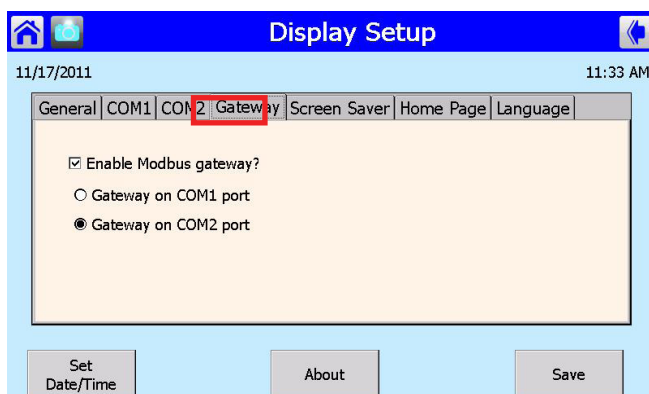 Display Setup
11/17/2011 11:33 AM
General COM1 COM2 Gateway Screen Saver Home Page Language
Enable Modbus gateway?
Gateway on COM1 port
Gateway on COM2 port
Set
Date/Time
About
Save